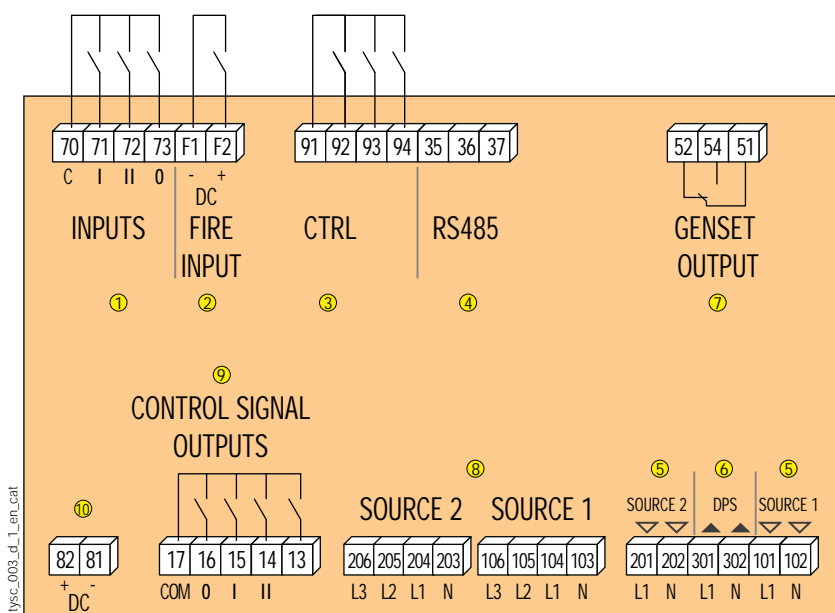 70 71 72 73 F1 F2 91 92 93 94 35 36 37 52 54 51
C I II 0 - +
DC
INPUTS FIRE INPUT CTRL RS485 GENSET OUTPUT
1 2 3 4 7
9
CONTROL SIGNAL
OUTPUTS
8 5 6 5
10
SOURCE 2 SOURCE 1 SOURCE 2 DPS SOURCE 1
82 81 17 16 15 14 13 206 205 204 203 106 105 104 103 201 202 301 302 101 102
+ - COM 0 I II L3 L2 L1 N L3 L2 L1 N L1 N L1 N L1 N
DC
tysc_003_d_1_en_cat